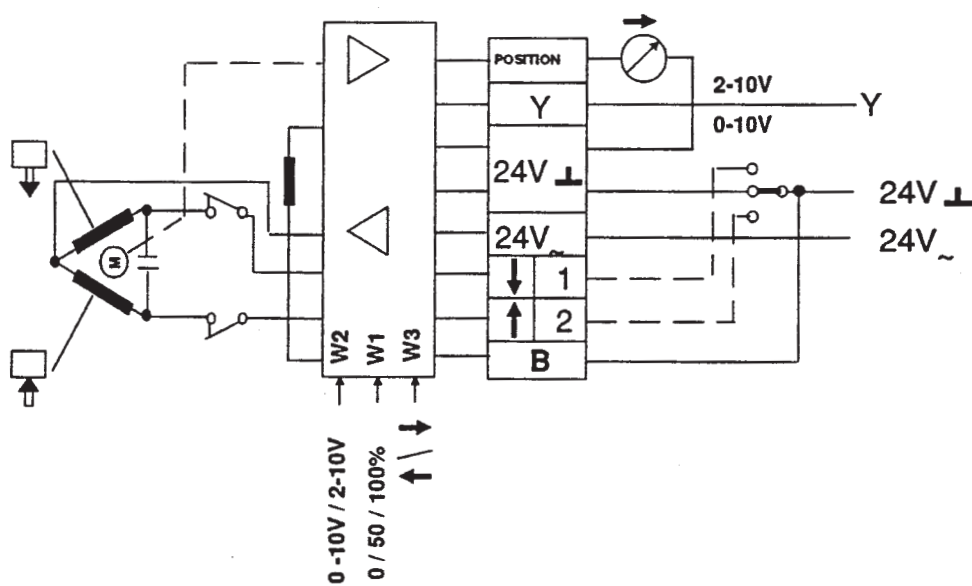 POSITION
Y
2-10V
0-10V
Y
24V ⊥
24V ⊥
24V ~
24V ~
1
2
B
M
W2
W1
W3
0-10V / 2-10V
0 / 50 / 100%